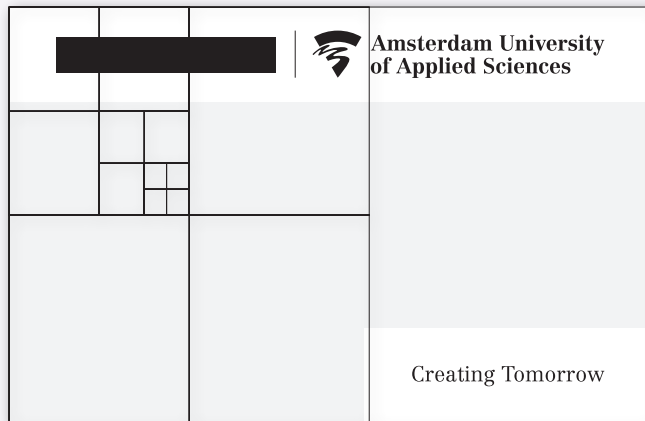 Amsterdam University
of Applied Sciences
Creating Tomorrow